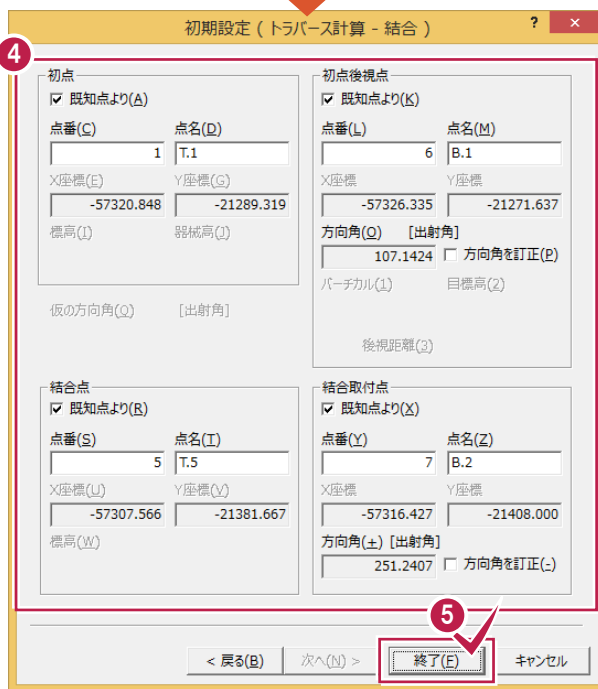 初期設定 ( トラバース計算 - 結合 )
? ×
4
初点
既知点より(A)
点番(C) 点名(D)
1 T.1
X座標(E) Y座標(G)
-57320.848 -21289.319
標高(I) 器械高(J)
仮の方向角(Q) [出射角]
初点後視点
既知点より(K)
点番(L) 点名(M)
6 B.1
X座標 Y座標
-57326.335 -21271.637
方向角(O) [出射角]
107.1424 方向角を訂正(P)
バーチカル(1) 目標高(2)
後視距離(3)
結合点
既知点より(R)
点番(S) 点名(T)
5 T.5
X座標(U) Y座標(V)
-57307.566 -21381.667
標高(W)
結合取付点
既知点より(X)
点番(Y) 点名(Z)
7 B.2
X座標 Y座標
-57316.427 -21408.000
方向角(+) [出射角]
251.2407 方向角を訂正(-)
5
< 戻る(B) 次へ(N) > 終了(F) キャンセル